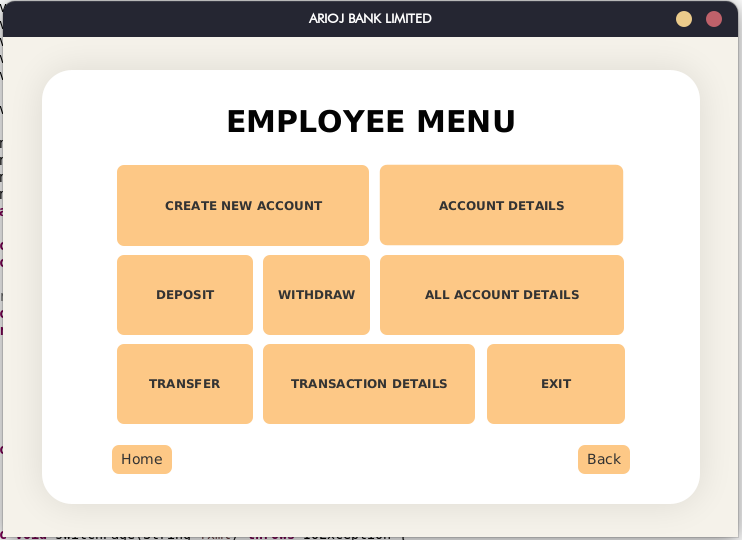 ARIOJ BANK LIMITED
EMPLOYEE MENU
CREATE NEW ACCOUNT
ACCOUNT DETAILS
DEPOSIT
WITHDRAW
ALL ACCOUNT DETAILS
TRANSFER
TRANSACTION DETAILS
EXIT
Home
Back